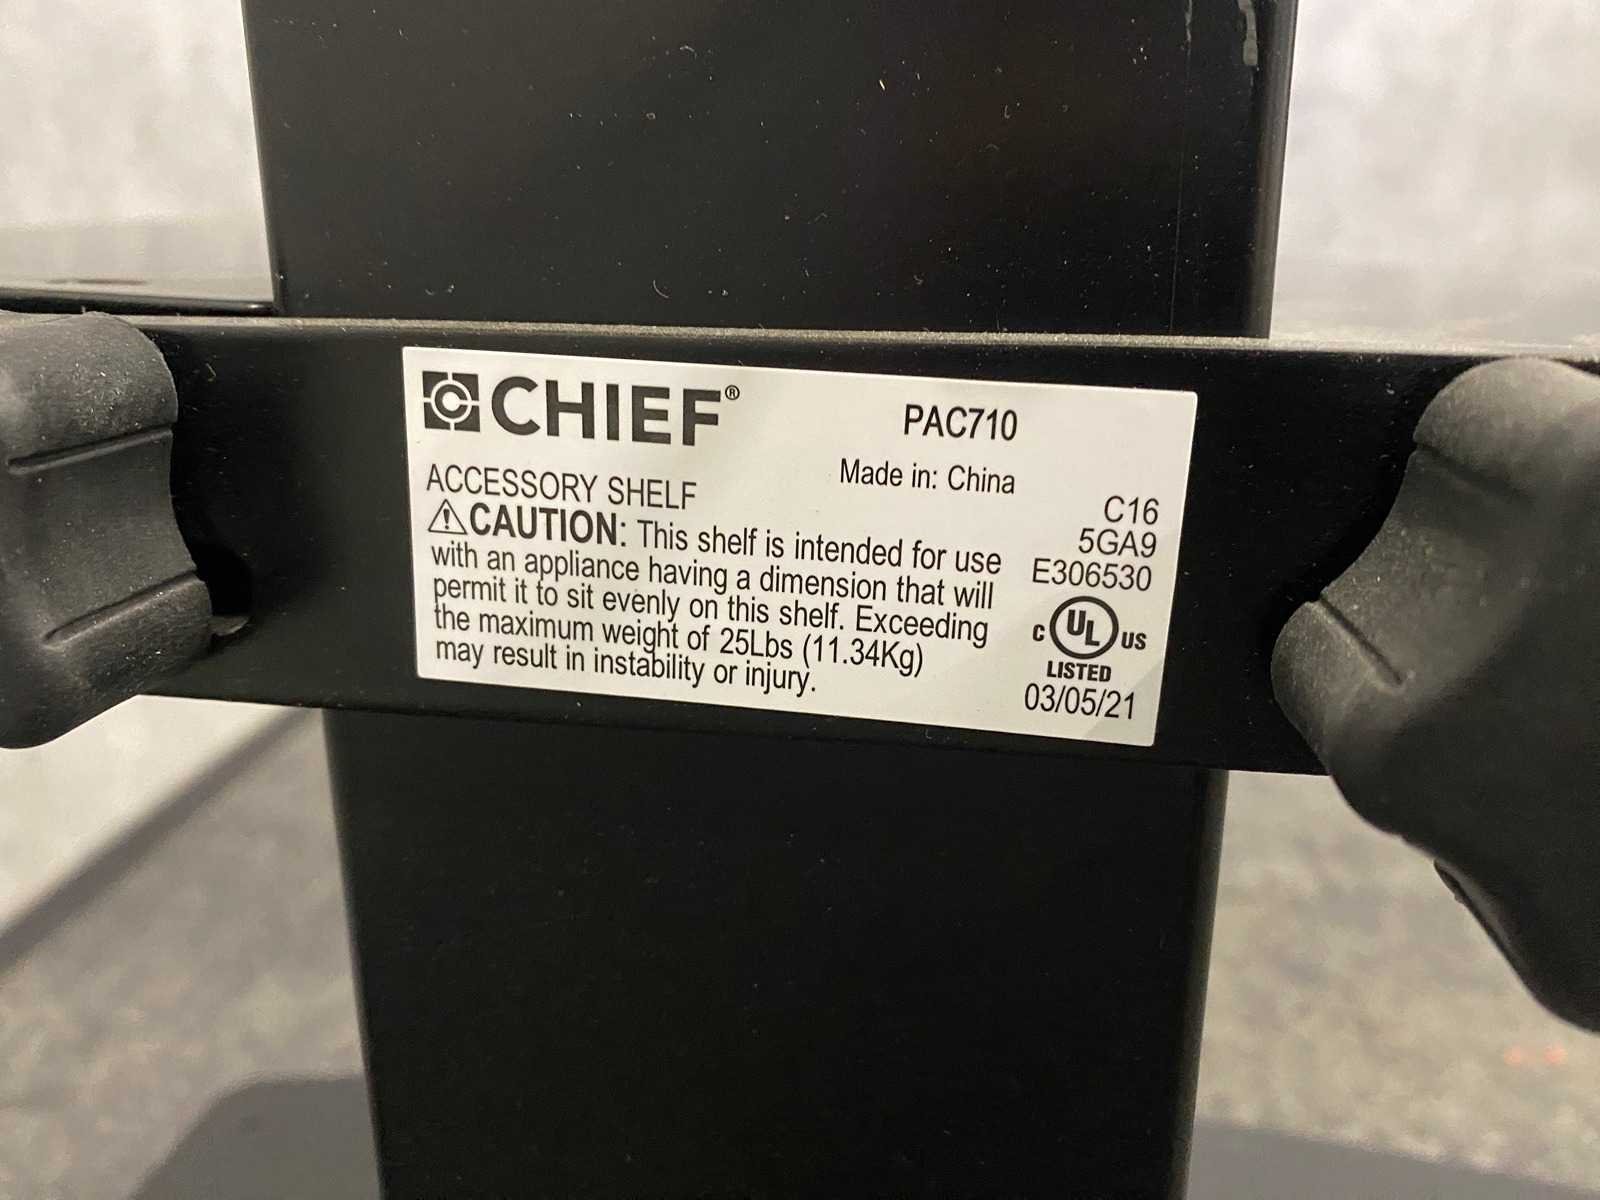 CHIEF®
PAC710
Made in: China
ACCESSORY SHELF
⚠CAUTION: This shelf is intended for use
with an appliance having a dimension that will
permit it to sit evenly on this shelf. Exceeding
the maximum weight of 25Lbs (11.34Kg)
may result in instability or injury.
C16
5GA9
E306530
C UL US
LISTED
03/05/21